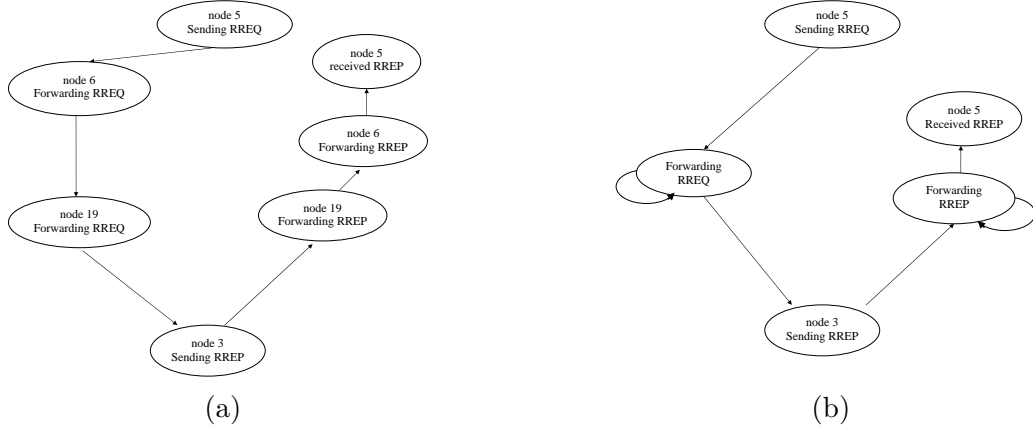 node 5
Sending RREQ
node 6
Forwarding RREQ
node 19
Forwarding RREQ
node 3
Sending RREP
node 19
Forwarding RREP
node 6
Forwarding RREP
node 5
received RREP
(a)
node 5
Sending RREQ
Forwarding
RREQ
node 3
Sending RREP
Forwarding
RREP
node 5
Received RREP
(b)